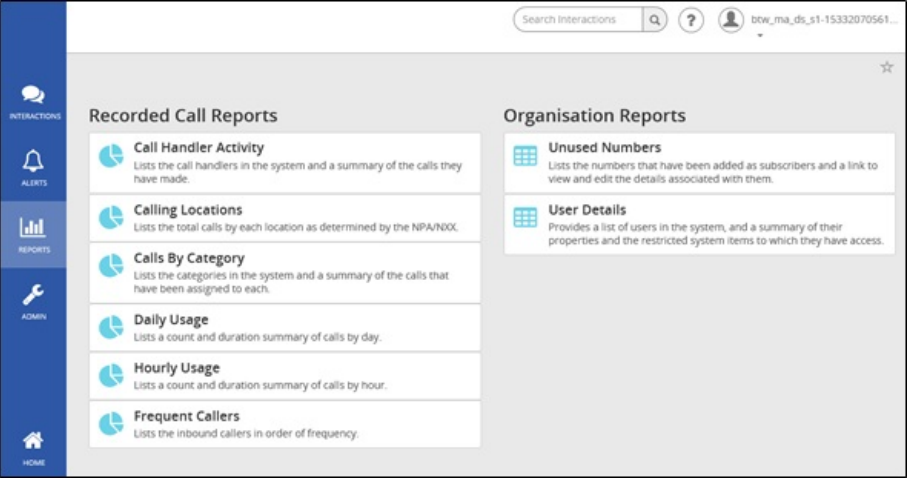 Search Interactions
?
btw_ma_ds_s1-15332070561...
INTERACTIONS
ALERTS
REPORTS
ADMIN
HOME
Recorded Call Reports
Call Handler Activity
Lists the call handlers in the system and a summary of the calls they
have made.
Calling Locations
Lists the total calls by each location as determined by the NPA/NXX.
Calls By Category
Lists the categories in the system and a summary of the calls that
have been assigned to each.
Daily Usage
Lists a count and duration summary of calls by day.
Hourly Usage
Lists a count and duration summary of calls by hour.
Frequent Callers
Lists the inbound callers in order of frequency.
Organisation Reports
Unused Numbers
Lists the numbers that have been added as subscribers and a link to
view and edit the details associated with them.
User Details
Provides a list of users in the system, and a summary of their
properties and the restricted system items to which they have access.